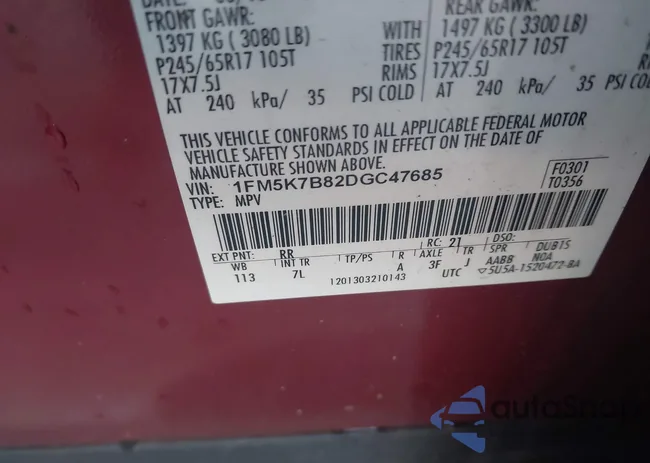 FRONT GAWR:
1397 KG ( 3080 LB)
P245/65R17 105T
17X7.5J
AT 240 kPa/ 35 PSI COLD
WITH
TIRES
RIMS
REAR GAWR:
1497 KG ( 3300 LB)
P245/65R17 105T
17X7.5J
AT 240 kPa/ 35 PSI COLD
THIS VEHICLE CONFORMS TO ALL APPLICABLE FEDERAL MOTOR
VEHICLE SAFETY STANDARDS IN EFFECT ON THE DATE OF
MANUFACTURE SHOWN ABOVE.
VIN: 1FM5K7B82DGC47685
TYPE: MPV
F0301
T0356
EXT PNT: RR RC: 21 DSO:
WB INT TR TP/PS R AXLE TR SPR DUBIS
113 7L A 3F J AABB NOA
1201303210143 UTC ▽5U5A-1520472-BA
autoShop